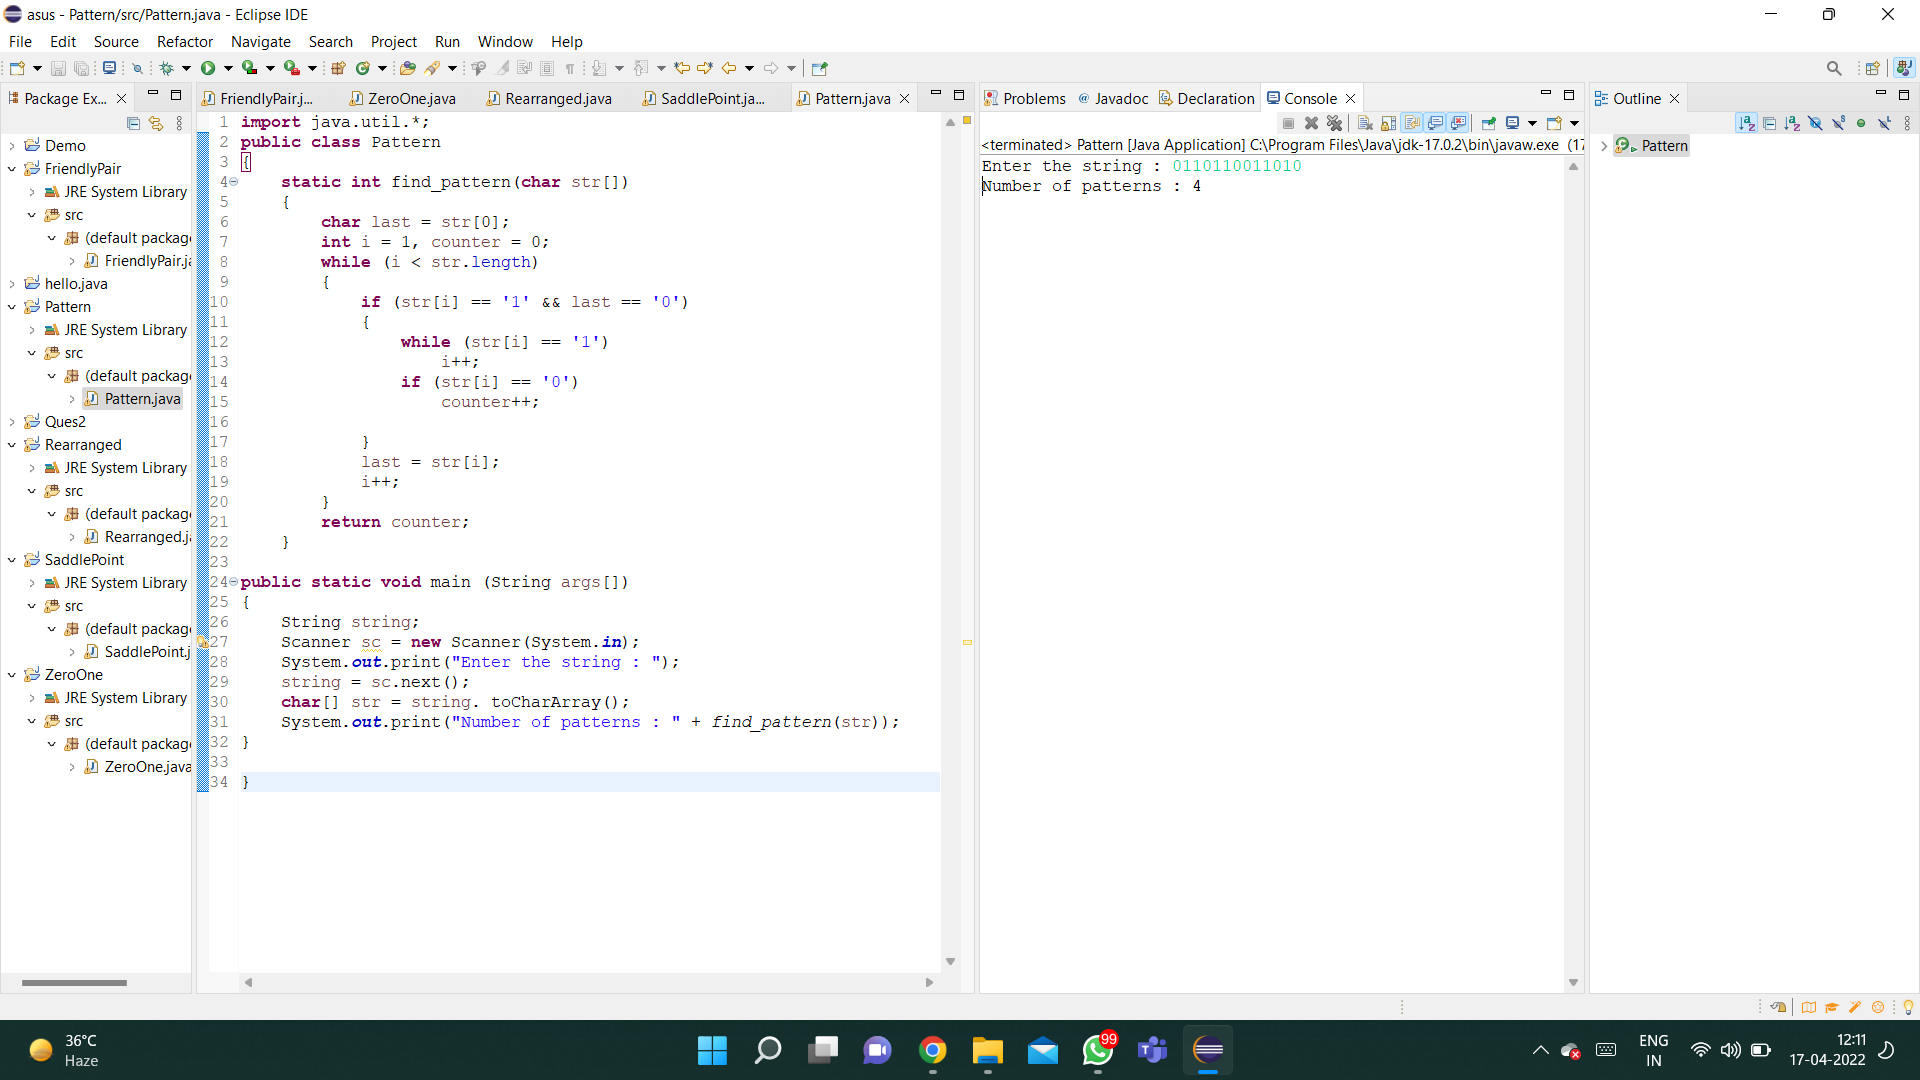 asus - Pattern/src/Pattern.java - Eclipse IDE
File Edit Source Refactor Navigate Search Project Run Window Help
Package Ex...
Demo
FriendlyPair
JRE System Library
src
(default package
FriendlyPair.ja
hello.java
Pattern
JRE System Library
src
(default package
Pattern.java
Ques2
Rearranged
JRE System Library
src
(default package
Rearranged.ja
SaddlePoint
JRE System Library
src
(default package
SaddlePoint.j
ZeroOne
JRE System Library
src
(default package
ZeroOne.java
FriendlyPair.j... ZeroOne.java Rearranged.java SaddlePoint.ja... Pattern.java
1 import java.util.*;
2 public class Pattern
3 {
4 static int find_pattern(char str[])
5 {
6 char last = str[0];
7 int i = 1, counter = 0;
8 while (i < str.length)
9 {
10 if (str[i] == '1' && last == '0')
11 {
12 while (str[i] == '1')
13 i++;
14 if (str[i] == '0')
15 counter++;
16
17 }
18 last = str[i];
19 i++;
20 }
21 return counter;
22 }
23
24 public static void main (String args[])
25 {
26 String string;
27 Scanner sc = new Scanner(System.in);
28 System.out.print("Enter the string : ");
29 string = sc.next();
30 char[] str = string. toCharArray();
31 System.out.print("Number of patterns : " + find_pattern(str));
32 }
33
34 }
Problems @ Javadoc Declaration Console
<terminated> Pattern [Java Application] C:\Program Files\Java\jdk-17.0.2\bin\javaw.exe (17
Enter the string : 0110110011010
Number of patterns : 4
Outline
Pattern
36°C
Haze
99
ENG
IN
12:11
17-04-2022